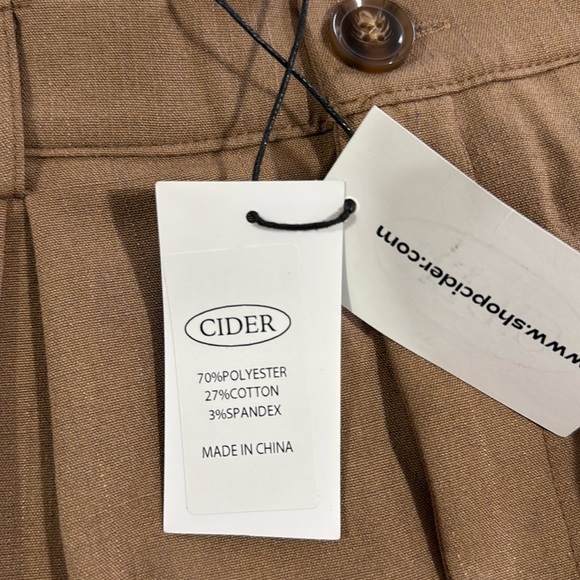 CIDER
70%POLYESTER
27%COTTON
3%SPANDEX
MADE IN CHINA
www.shopcider.com